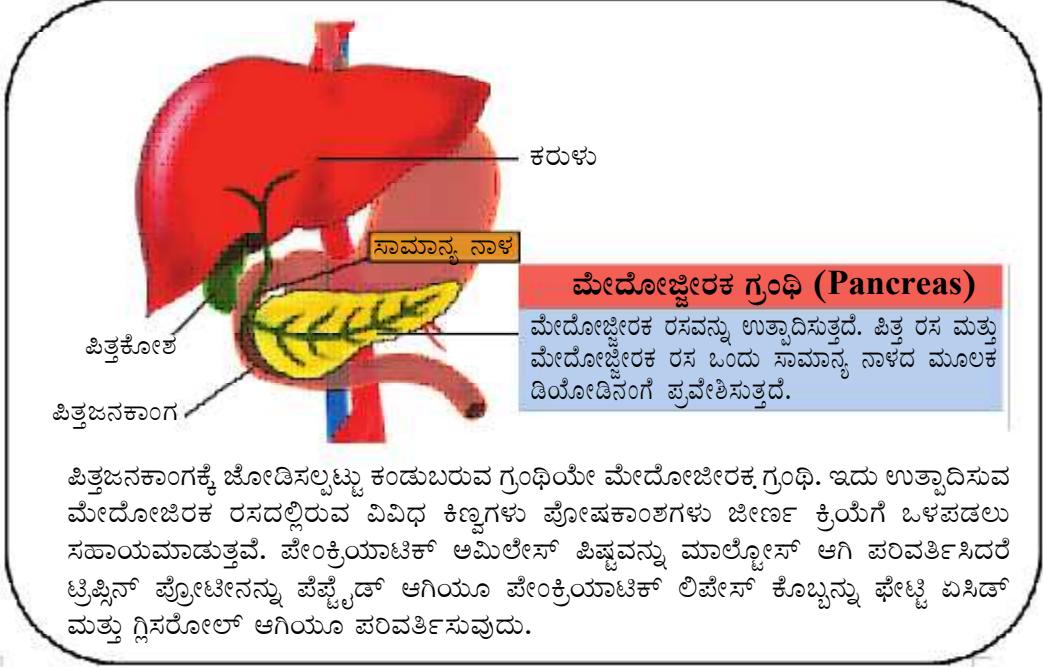 ಕರುಳು
ಸಾಮಾನ್ಯ ನಾಳ
ಮೇದೋಜ್ಜೀರಕ ಗ್ರಂಥಿ (Pancreas)
ಮೇದೋಜ್ಜೀರಕ ರಸವನ್ನು ಉತ್ಪಾದಿಸುತ್ತದೆ. ಪಿತ್ತ ರಸ ಮತ್ತು
ಮೇದೋಜ್ಜೀರಕ ರಸ ಒಂದು ಸಾಮಾನ್ಯ ನಾಳದ ಮೂಲಕ
ಡಿಯೋಡಿನಂಗೆ ಪ್ರವೇಶಿಸುತ್ತದೆ.
ಪಿತ್ತಕೋಶ
ಪಿತ್ತಜನಕಾಂಗ
ಪಿತ್ತಜನಕಾಂಗಕ್ಕೆ ಜೋಡಿಸಲ್ಪಟ್ಟು ಕಂಡುಬರುವ ಗ್ರಂಥಿಯೇ ಮೇದೋಜೀರಕ ಗ್ರಂಥಿ. ಇದು ಉತ್ಪಾದಿಸುವ
ಮೇದೋಜಿರಕ ರಸದಲ್ಲಿರುವ ವಿವಿಧ ಕಿಣ್ವಗಳು ಪೋಷಕಾಂಶಗಳು ಜೀರ್ಣ ಕ್ರಿಯೆಗೆ ಒಳಪಡಲು
ಸಹಾಯಮಾಡುತ್ತವೆ. ಪೇಂಕ್ರಿಯಾಟಿಕ್ ಅಮಿಲೇಸ್ ಪಿಷ್ಟವನ್ನು ಮಾಲ್ಟೋಸ್ ಆಗಿ ಪರಿವರ್ತಿಸಿದರೆ
ಟ್ರಿಪ್ಸಿನ್ ಪ್ರೋಟೀನನ್ನು ಪೆಪ್ಟೈಡ್ ಆಗಿಯೂ ಪೇಂಕ್ರಿಯಾಟಿಕ್ ಲಿಪೇಸ್ ಕೊಬ್ಬನ್ನು ಫೇಟ್ಟಿ ಏಸಿಡ್
ಮತ್ತು ಗ್ಲಿಸರೋಲ್ ಆಗಿಯೂ ಪರಿವರ್ತಿಸುವುದು.